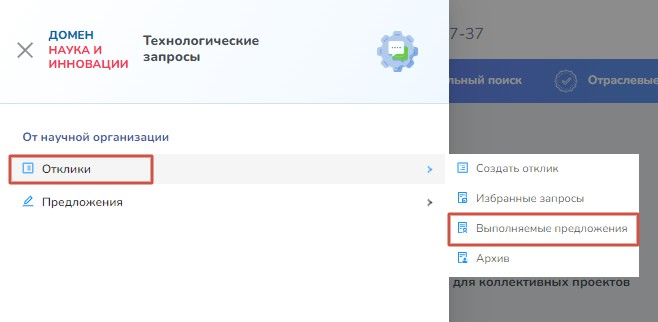 ДОМЕН
НАУКА И
ИННОВАЦИИ
Технологические
запросы
7-37
льный поиск
Отраслевые
От научной организации
Отклики
Предложения
Создать отклик
Избранные запросы
Выполняемые предложения
Архив
для коллективных проектов